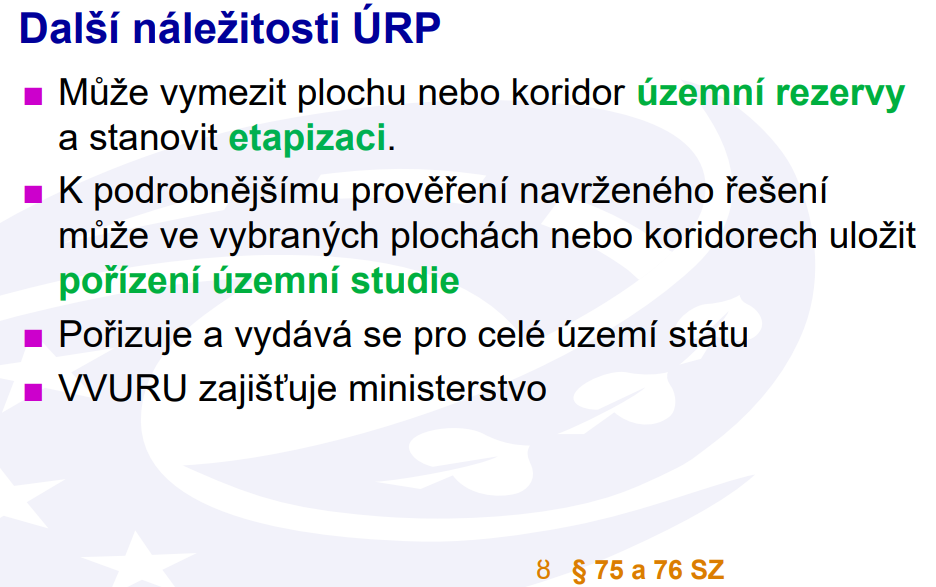 Další náležitosti ÚRP
■ Může vymezit plochu nebo koridor územní rezervy
a stanovit etapizaci.
■ K podrobnějšímu prověření navrženého řešení
může ve vybraných plochách nebo koridorech uložit
pořízení územní studie
■ Pořizuje a vydává se pro celé území státu
■ VVURU zajišťuje ministerstvo
8 § 75 a 76 SZ